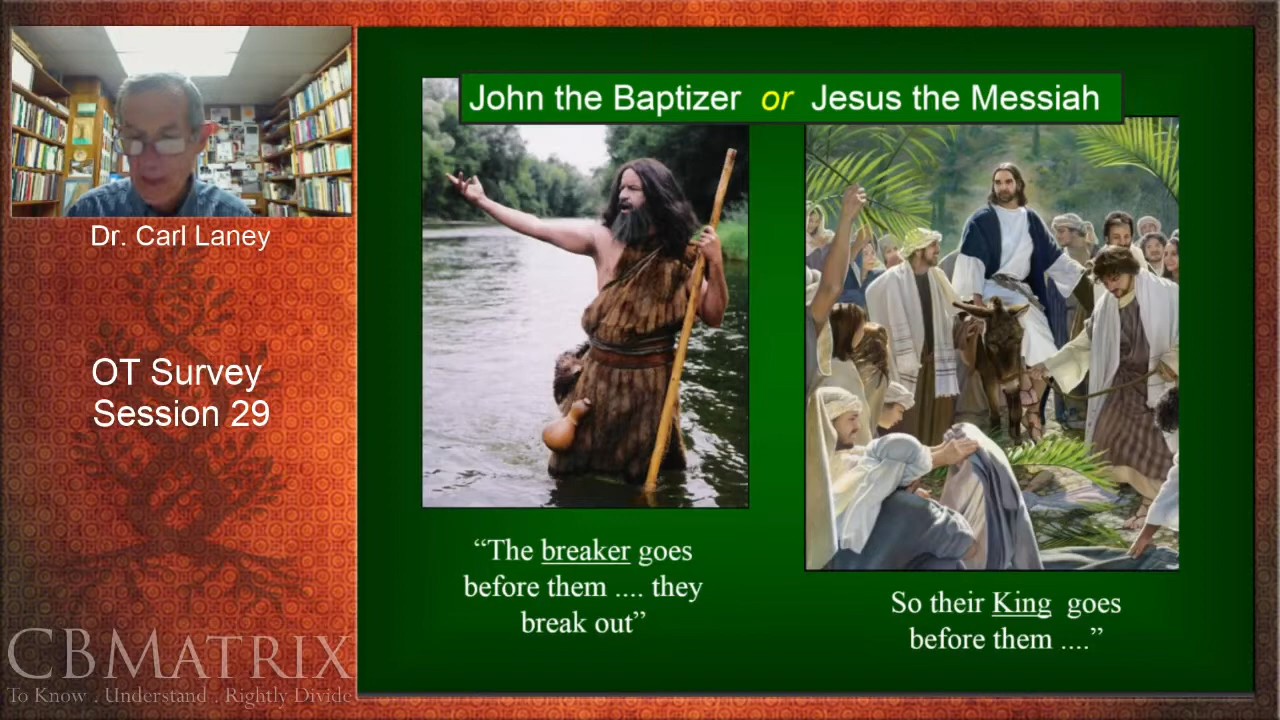 John the Baptizer or Jesus the Messiah
Dr. Carl Laney
OT Survey
Session 29
“The breaker goes
before them .... they
break out”
So their King goes
before them ....”
CBMATRIX
To Know . Understand . Rightly Divide